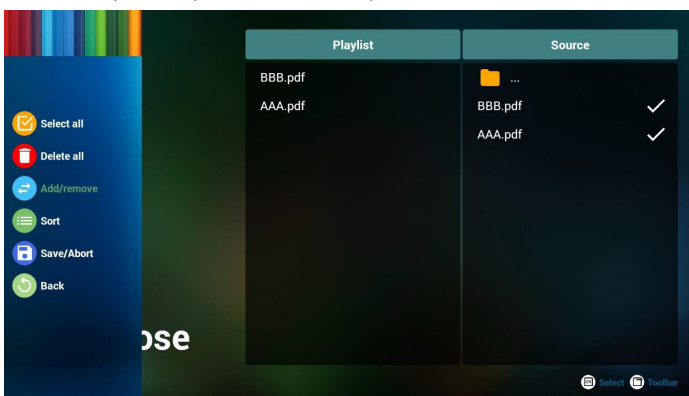 Playlist
Source
BBB.pdf
AAA.pdf
...
BBB.pdf
AAA.pdf
Select all
Delete all
Add/remove
Sort
Save/Abort
Back
ose
Select
Toolbar